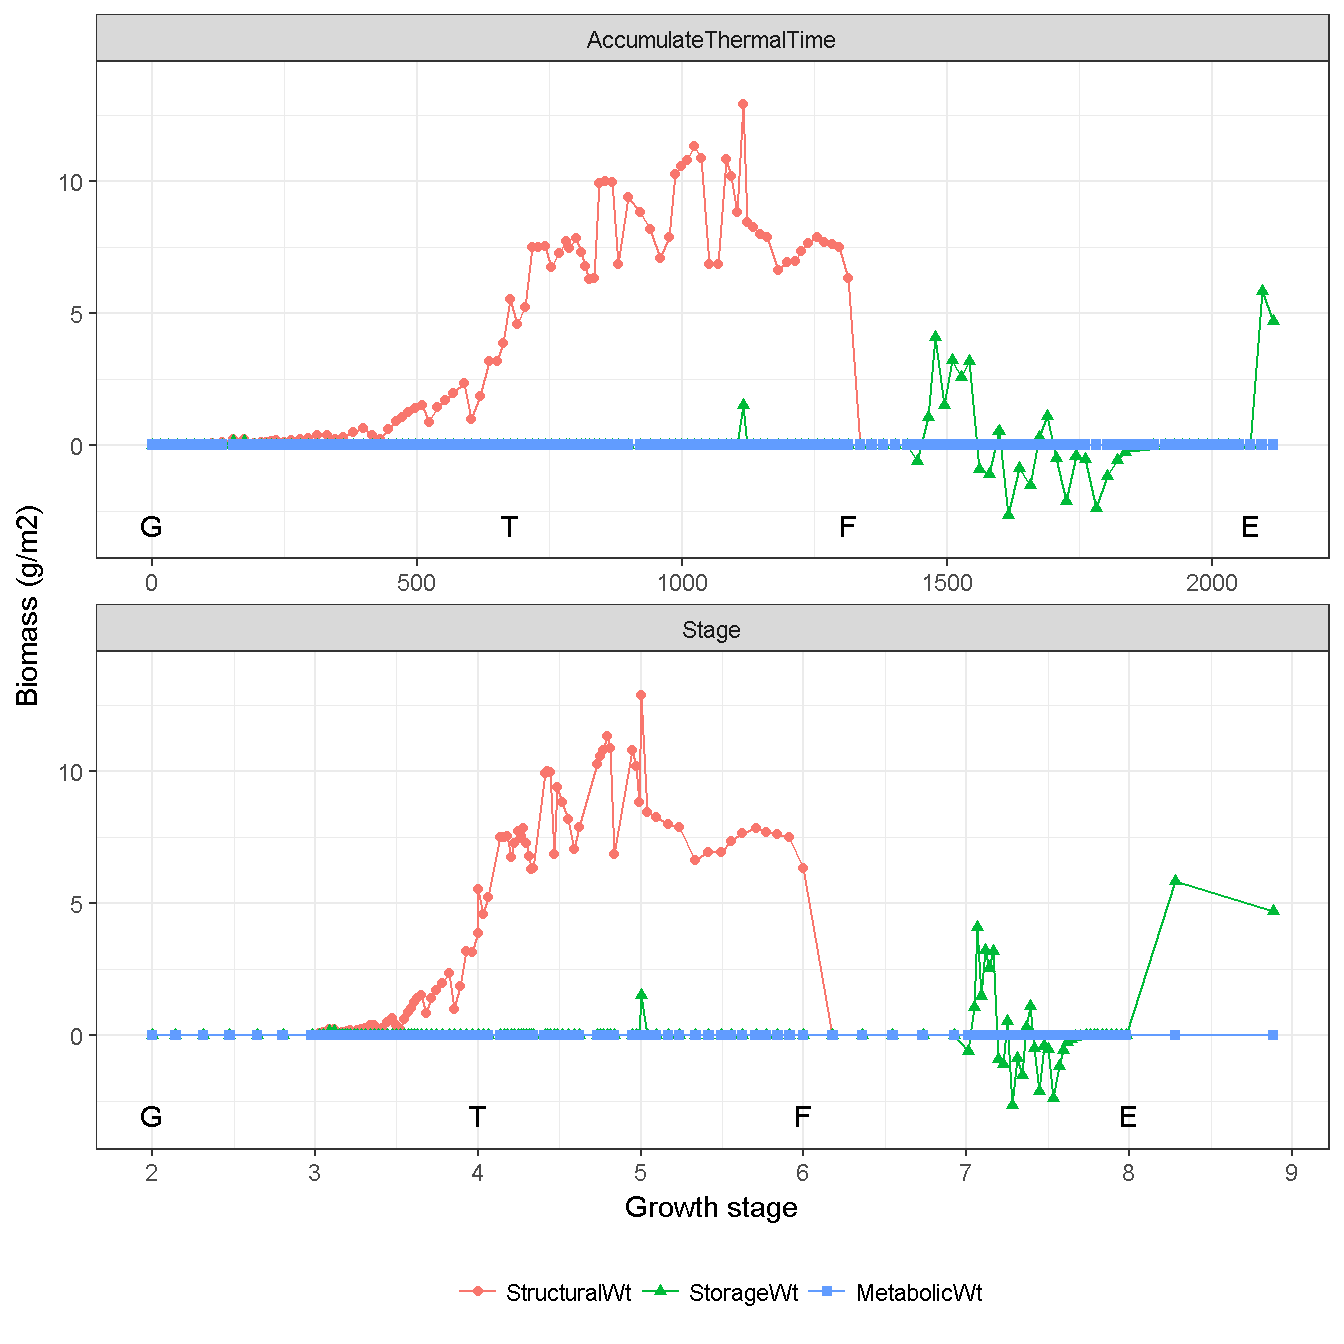 AccumulateThermalTime
10
5
0
G T F E
0 500 1000 1500 2000
Biomass (g/m2)
Stage
10
5
0
G T F E
2 3 4 5 6 7 8 9
Growth stage
StructuralWt StorageWt MetabolicWt